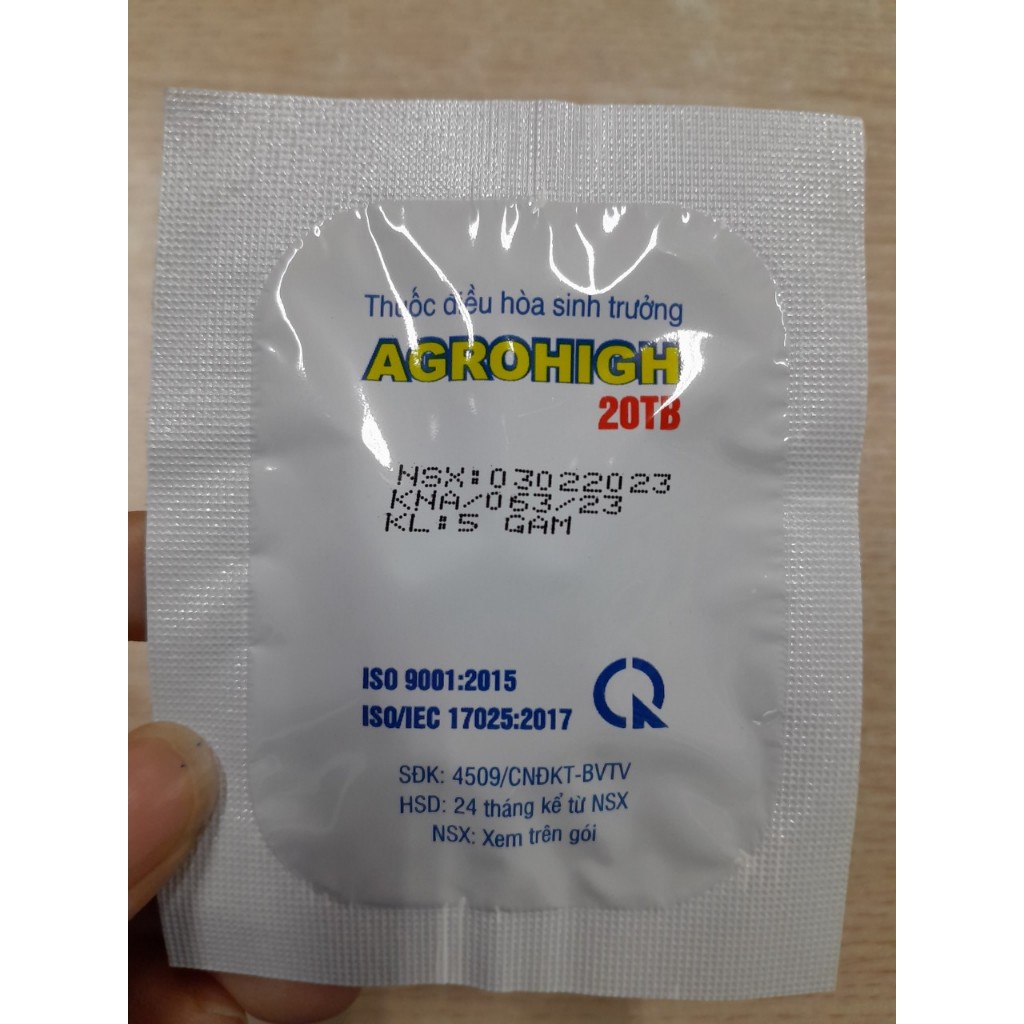 Thuốc điều hòa sinh trưởng
AGROHIGH
20TB
NSX:03022023
KNA/063/23
KL:5 GAM
ISO 9001:2015
ISO/IEC 17025:2017
SĐK: 4509/CNĐKT-BVTV
HSD: 24 tháng kể từ NSX
NSX: Xem trên gói